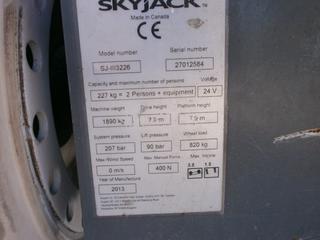 SKYJACK™
Made in Canada
CE
Model number Serial number
SJ-III3226 27012584
Capacity and maximum number of persons Voltage
227 kg = 2 Persons + equipment 24 V
Machine weight Drive height Platform height
1890 kg 7.9 m 7.9 m
System pressure Lift pressure Wheel load
207 bar 90 bar 820 kg
Max Wind Speed Max. Manual Force Max. Incline
0 m/s 400 N
Year of Manufacture
2013